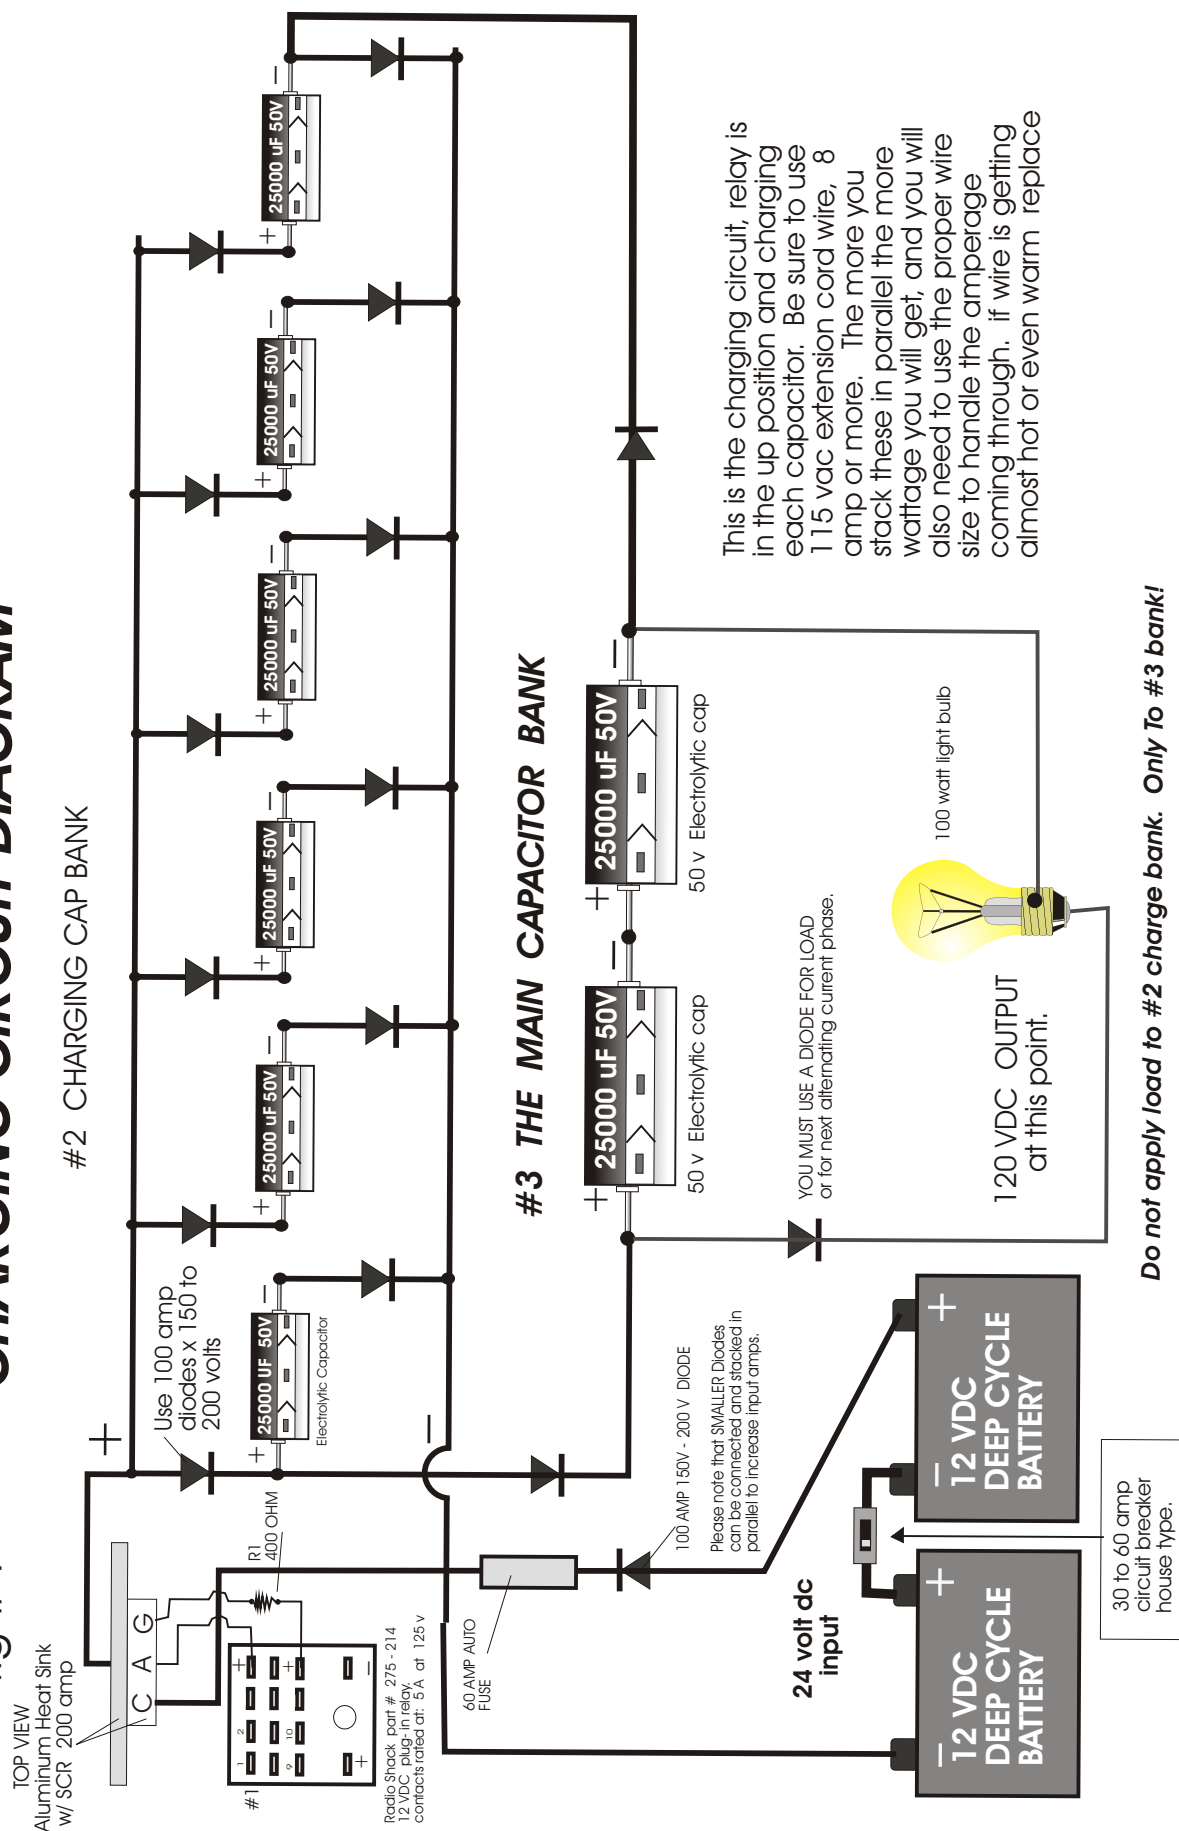 CHARGING CIRCUIT DIAGRAM
#2 CHARGING CAP BANK
TOP VIEW
Aluminum Heat Sink
w/ SCR 200 amp
C A G
R1
400 OHM
+
Use 100 amp
diodes x 150 to
200 volts
+ −
25000 UF 50V
Electrolytic Capacitor
+ −
25000 uF 50V
+ −
25000 uF 50V
+ −
25000 uF 50V
+ −
25000 uF 50V
+ −
25000 uF 50V
−
#1
1 2 +
9 10 +
+ −
Radio Shack part # 275 - 214
12 VDC plug- in relay.
contacts rated at: 5 A at 125 v
60 AMP AUTO
FUSE
100 AMP 150V - 200 V DIODE
Please note that SMALLER Diodes
can be connected and stacked in
parallel to increase input amps.
#3 THE MAIN CAPACITOR BANK
+ −
25000 uF 50V
50 v Electrolytic cap
+ −
25000 uF 50V
50 v Electrolytic cap
This is the charging circuit, relay is
in the up position and charging
each capacitor. Be sure to use
115 vac extension cord wire, 8
amp or more. The more you
stack these in parallel the more
wattage you will get, and you will
also need to use the proper wire
size to handle the amperage
coming through. if wire is getting
almost hot or even warm replace
YOU MUST USE A DIODE FOR LOAD
or for next alternating current phase.
100 watt light bulb
120 VDC OUTPUT
at this point.
24 volt dc
input
− +
12 VDC
DEEP CYCLE
BATTERY
− +
12 VDC
DEEP CYCLE
BATTERY
30 to 60 amp
circuit breaker
house type.
Do not apply load to #2 charge bank. Only To #3 bank!